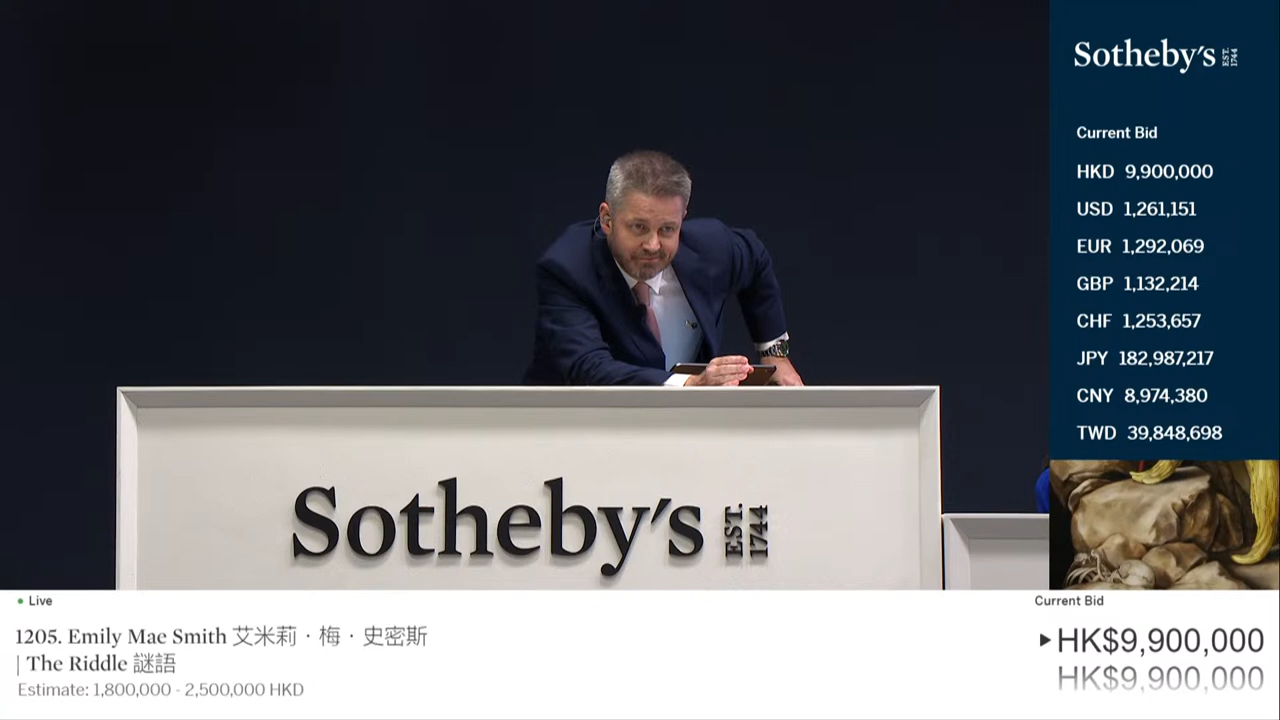 Sotheby's EST. 1744
Current Bid
HKD 9,900,000
USD 1,261,151
EUR 1,292,069
GBP 1,132,214
CHF 1,253,657
JPY 182,987,217
CNY 8,974,380
TWD 39,848,698
Sotheby's EST. 1744
Live
1205. Emily Mae Smith 艾米莉 · 梅 · 史密斯
| The Riddle 謎語
Estimate: 1,800,000 - 2,500,000 HKD
Current Bid
HK$9,900,000
HK$9,900,000